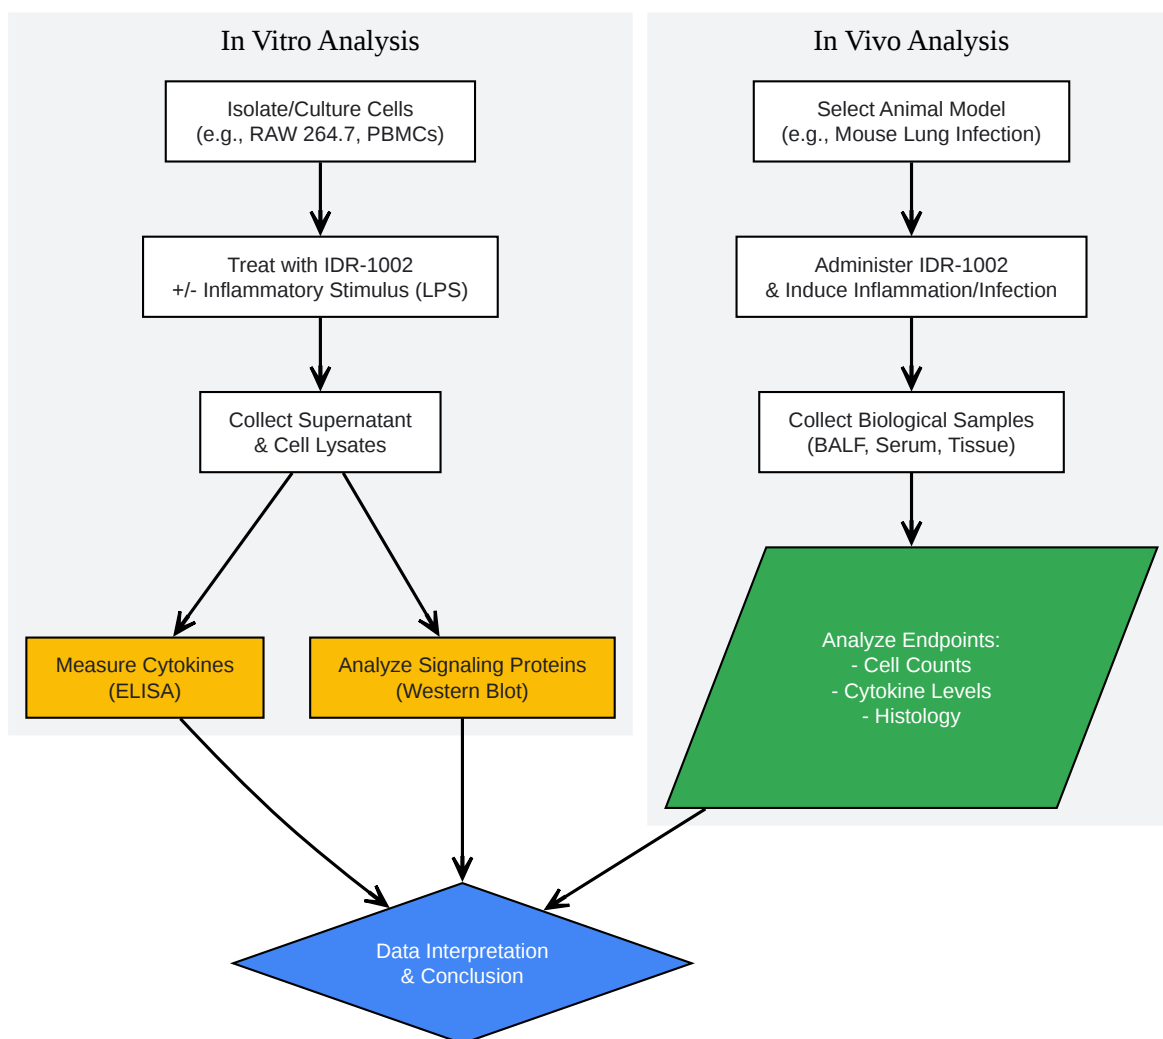 In Vitro Analysis
Isolate/Culture Cells
(e.g., RAW 264.7, PBMCs)
Treat with IDR-1002
+/- Inflammatory Stimulus (LPS)
Collect Supernatant
& Cell Lysates
Measure Cytokines
(ELISA)
Analyze Signaling Proteins
(Western Blot)
In Vivo Analysis
Select Animal Model
(e.g., Mouse Lung Infection)
Administer IDR-1002
& Induce Inflammation/Infection
Collect Biological Samples
(BALF, Serum, Tissue)
Analyze Endpoints:
- Cell Counts
- Cytokine Levels
- Histology
Data Interpretation
& Conclusion